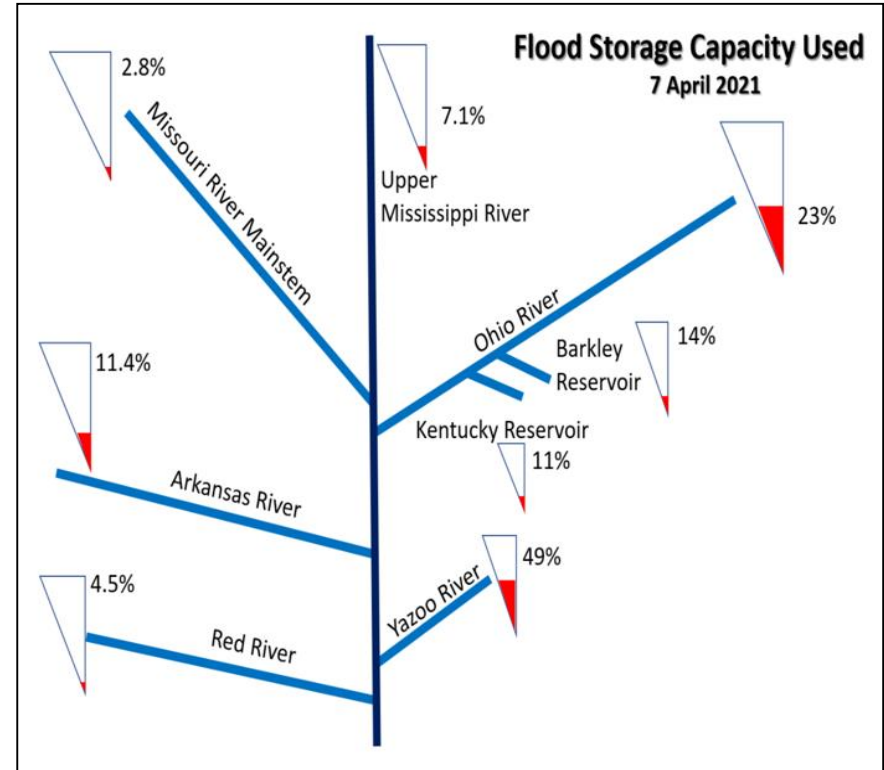 Flood Storage Capacity Used
7 April 2021
2.8%
Missouri River Mainstem
7.1%
Upper
Mississippi River
23%
Ohio River
Barkley
Reservoir
14%
Kentucky Reservoir
11%
11.4%
Arkansas River
49%
Yazoo River
4.5%
Red River